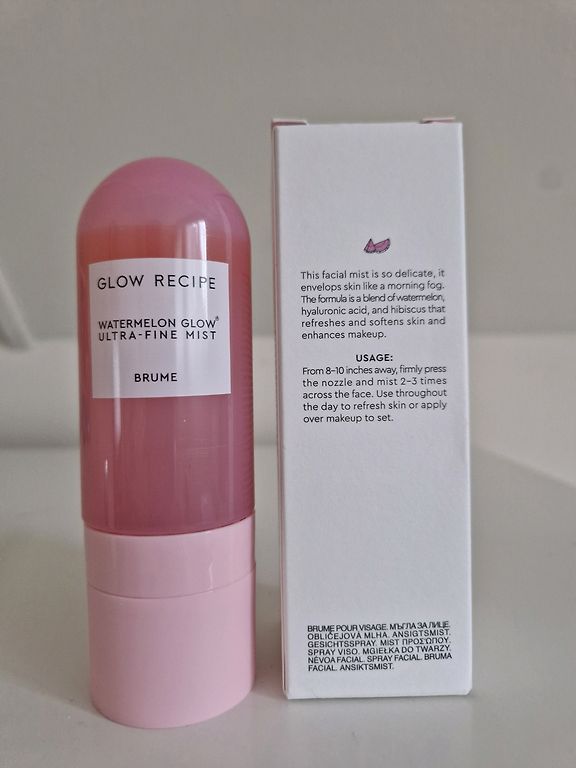 GLOW RECIPE
WATERMELON GLOW®
ULTRA-FINE MIST
BRUME
This facial mist is so delicate, it
envelops skin like a morning fog.
The formula is a blend of watermelon,
hyaluronic acid, and hibiscus that
refreshes and softens skin and
enhances makeup.
USAGE:
From 8–10 inches away, firmly press
the nozzle and mist 2–3 times
across the face. Use throughout
the day to refresh skin or apply
over makeup to set.
BRUME POUR VISAGE. МЪГЛА ЗА ЛИЦЕ.
OBLIČEJOVÁ MLHA. ANSIGTSMIST.
GESICHTSSPRAY. MIST ΠΡΟΣΩΠΟΥ.
SPRAY VISO. MGIEŁKA DO TWARZY.
NÉVOA FACIAL. SPRAY FACIAL. BRUMA
FACIAL. ANSIKTSMIST.